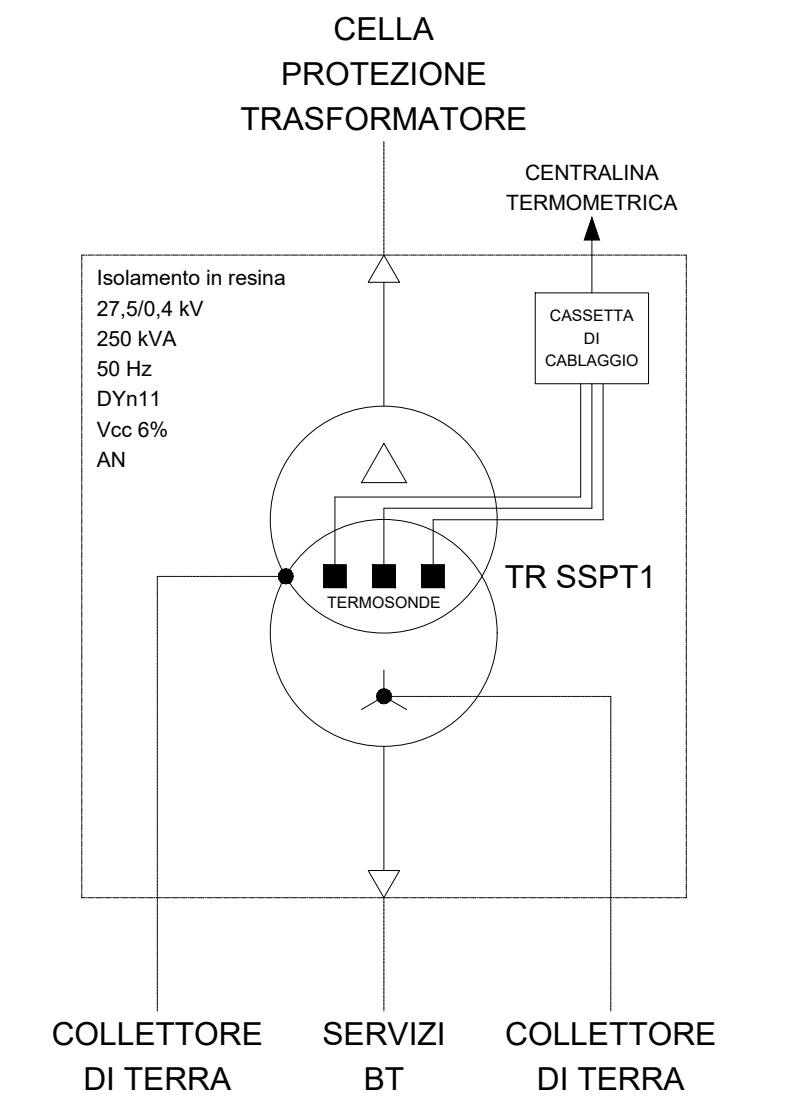 CELLA
PROTEZIONE
TRASFORMATORE
CENTRALINA
TERMOMETRICA
Isolamento in resina
27,5/0,4 kV
250 kVA
50 Hz
DYn11
Vcc 6%
AN
CASSETTA
DI
CABLAGGIO
TR SSPT1
TERMOSONDE
COLLETTORE
DI TERRA
SERVIZI
BT
COLLETTORE
DI TERRA